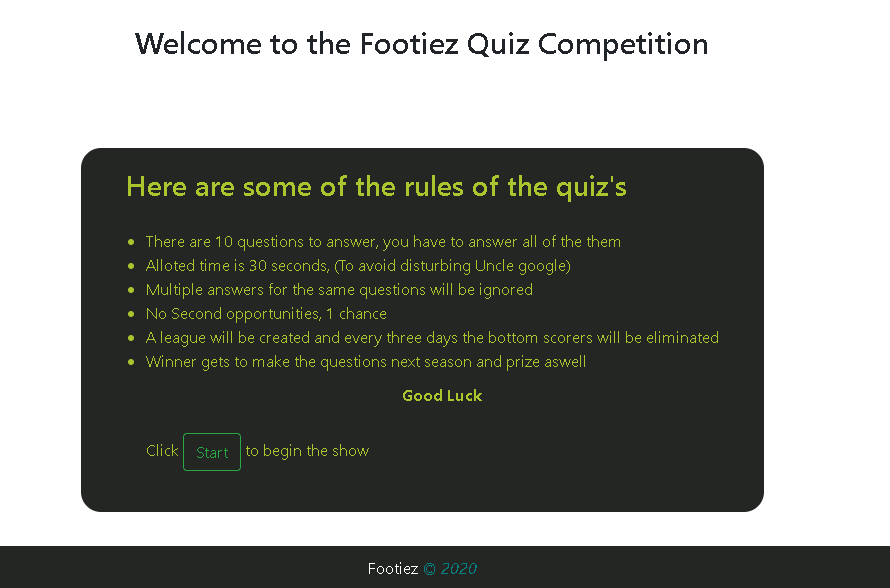 Welcome to the Footiez Quiz Competition
Here are some of the rules of the quiz's
There are 10 questions to answer, you have to answer all of the them
Alloted time is 30 seconds, (To avoid disturbing Uncle google)
Multiple answers for the same questions will be ignored
No Second opportunities, 1 chance
A league will be created and every three days the bottom scorers will be eliminated
Winner gets to make the questions next season and prize aswell
Good Luck
Click Start to begin the show
Footiez © 2020